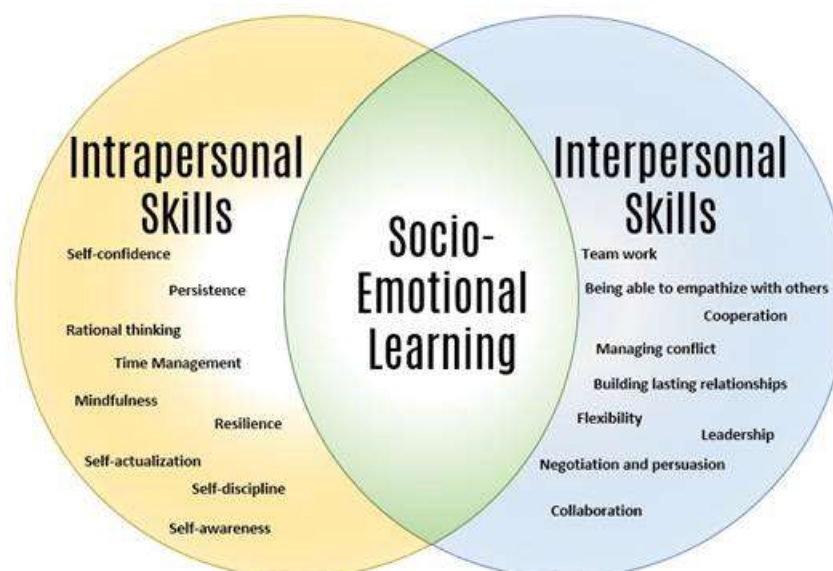 Intrapersonal
Skills
Self-confidence
Persistence
Rational thinking
Time Management
Mindfulness
Resilience
Self-actualization
Self-discipline
Self-awareness
Socio-
Emotional
Learning
Interpersonal
Skills
Team work
Being able to empathize with others
Cooperation
Managing conflict
Building lasting relationships
Flexibility
Leadership
Negotiation and persuasion
Collaboration